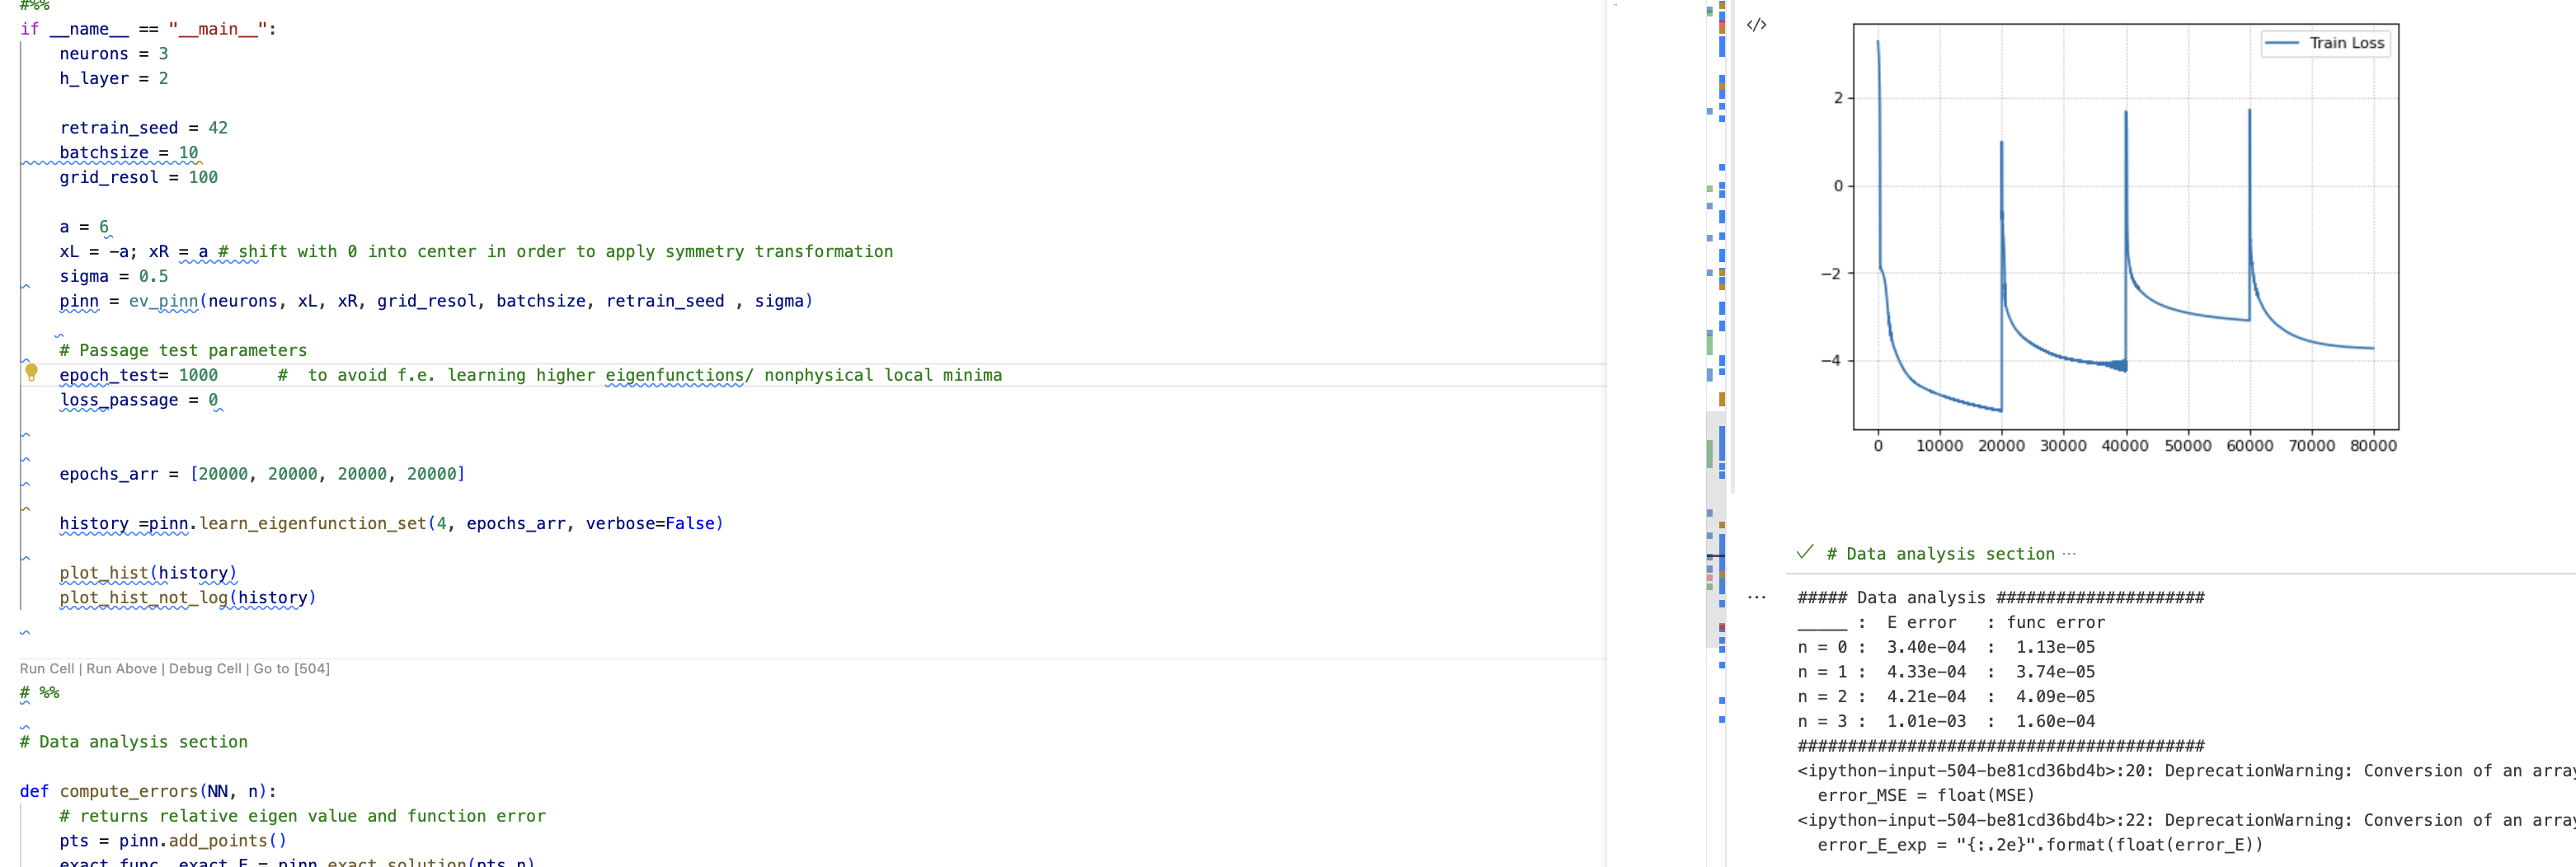 #%%
if __name__ == "__main__":
neurons = 3
h_layer = 2
retrain_seed = 42
batchsize = 10
grid_resol = 100
a = 6
xL = -a; xR = a # shift with 0 into center in order to apply symmetry transformation
sigma = 0.5
pinn = ev_pinn(neurons, xL, xR, grid_resol, batchsize, retrain_seed , sigma)
# Passage test parameters
epoch_test= 1000      #  to avoid f.e. learning higher eigenfunctions/ nonphysical local minima
loss_passage = 0
epochs_arr = [20000, 20000, 20000, 20000]
history =pinn.learn_eigenfunction_set(4, epochs_arr, verbose=False)
plot_hist(history)
plot_hist_not_log(history)
Run Cell | Run Above | Debug Cell | Go to [504]
# %%
# Data analysis section
def compute_errors(NN, n):
# returns relative eigen value and function error
pts = pinn.add_points()
exact_func, exact_E = pinn.exact_solution(pts,n)
</>
Train Loss
2
0
−2
−4
0 10000 20000 30000 40000 50000 60000 70000 80000
# Data analysis section ...
##### Data analysis #####################
_____ :  E error   : func error
n = 0 :  3.40e-04  :  1.13e-05
n = 1 :  4.33e-04  :  3.74e-05
n = 2 :  4.21e-04  :  4.09e-05
n = 3 :  1.01e-03  :  1.60e-04
#########################################
<ipython-input-504-be81cd36bd4b>:20: DeprecationWarning: Conversion of an array
error_MSE = float(MSE)
<ipython-input-504-be81cd36bd4b>:22: DeprecationWarning: Conversion of an array
error_E_exp = "{:.2e}".format(float(error_E))